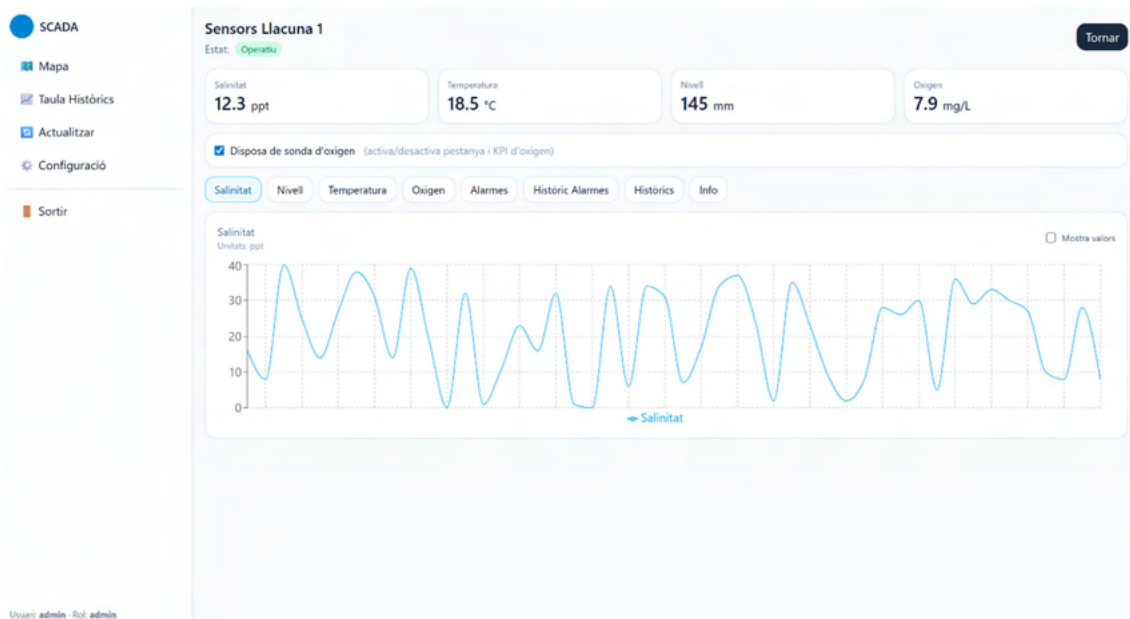 SCADA
Mapa
Taula Històrics
Actualitzar
Configuració
Sortir
Usuari: admin · Rol: admin
Sensors Llacuna 1
Estat: Operatiu
Tornar
Salinitat
12.3 ppt
Temperatura
18.5 °C
Nivell
145 mm
Oxigen
7.9 mg/L
Disposa de sonda d'oxigen (activa/desactiva pestanya i KPI d'oxigen)
Salinitat Nivell Temperatura Oxigen Alarmes Històric Alarmes Històrics Info
Salinitat
Unitats: ppt
Mostra valors
40
30
20
10
0
Salinitat